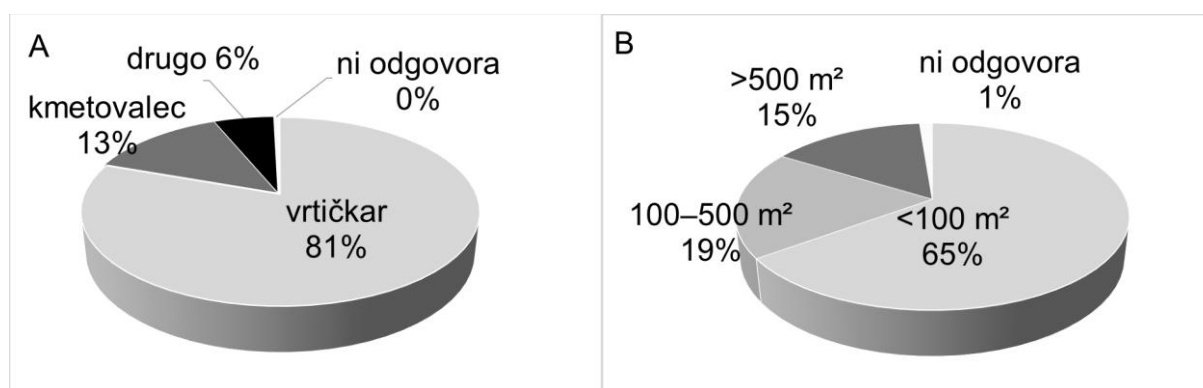 A
drugo 6%
ni odgovora
0%
kmetovalec
13%
vrtičkar
81%
B
>500 m²
15%
ni odgovora
1%
100–500 m²
19%
<100 m²
65%